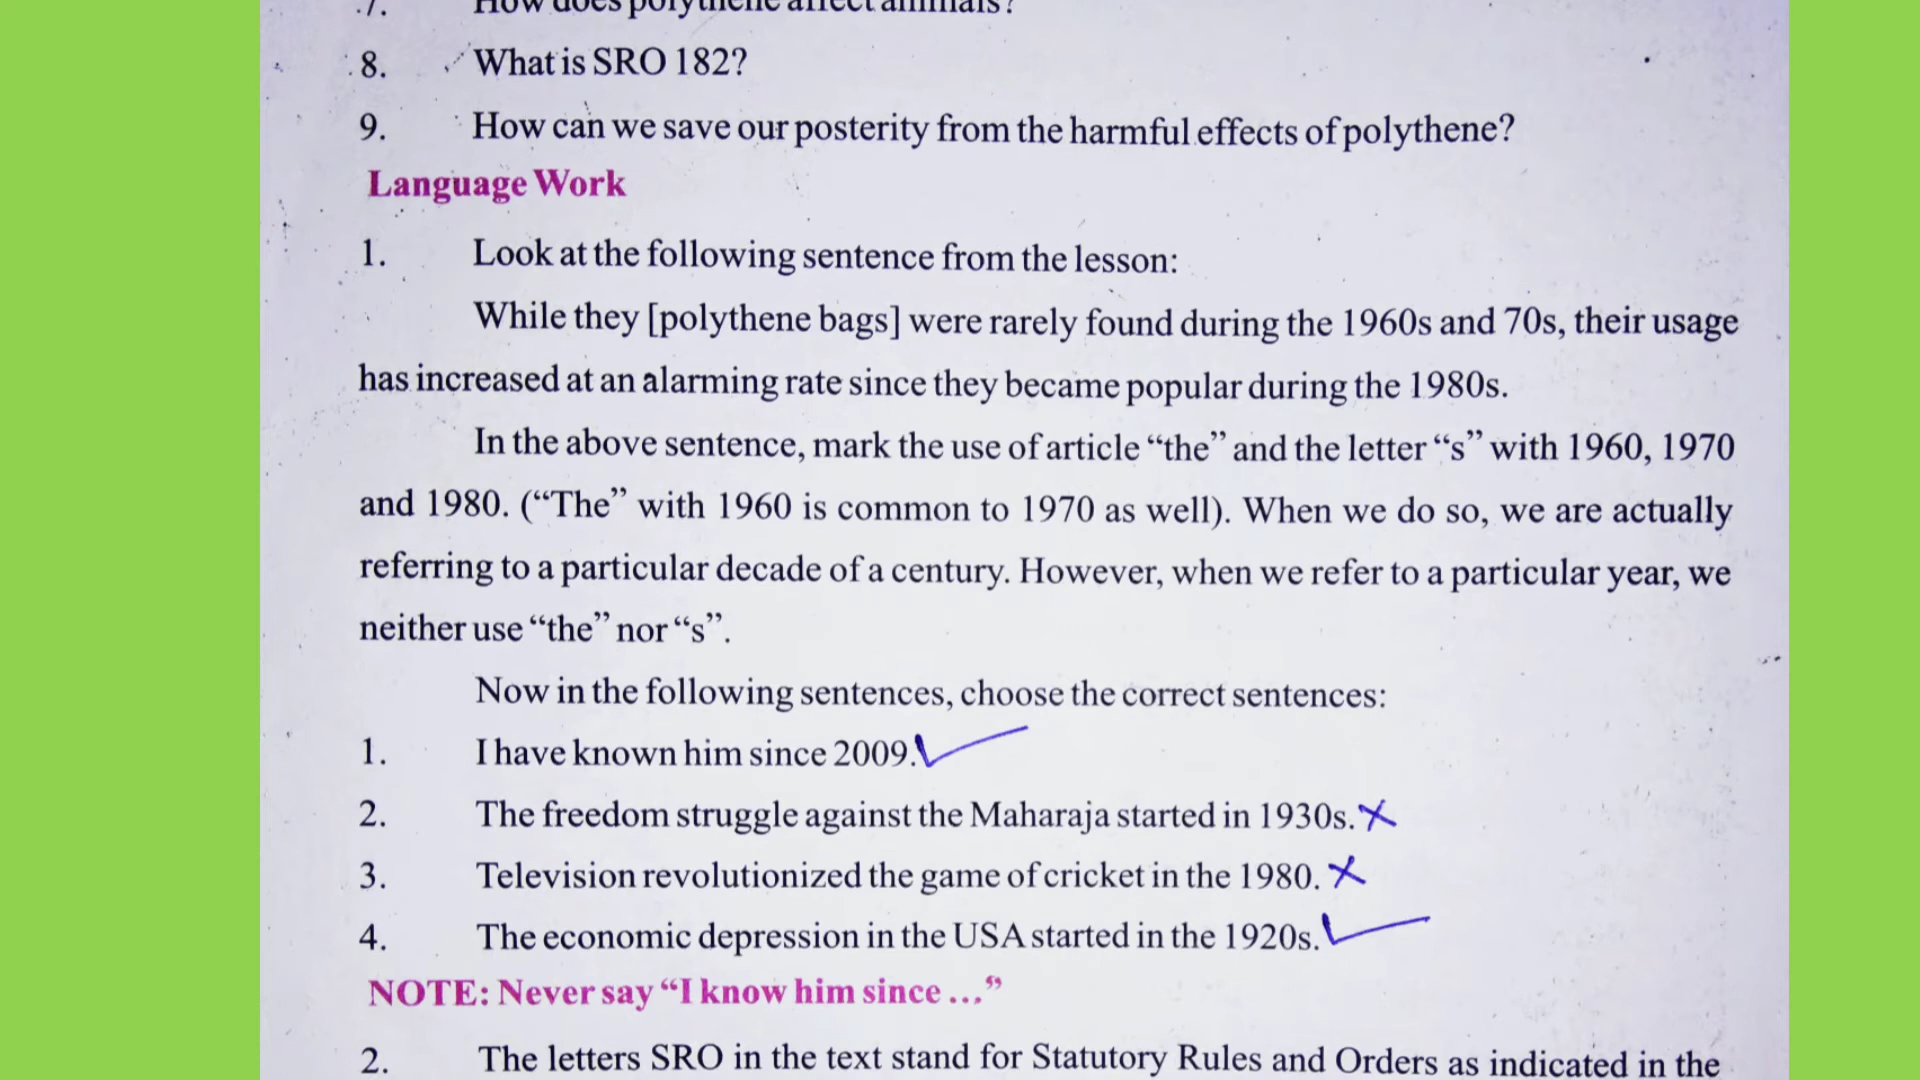 7. How does polythene affect animals?
8. What is SRO 182?
9. How can we save our posterity from the harmful effects of polythene?
Language Work
1. Look at the following sentence from the lesson:
While they [polythene bags] were rarely found during the 1960s and 70s, their usage
has increased at an alarming rate since they became popular during the 1980s.
In the above sentence, mark the use of article “the” and the letter “s” with 1960, 1970
and 1980. (“The” with 1960 is common to 1970 as well). When we do so, we are actually
referring to a particular decade of a century. However, when we refer to a particular year, we
neither use “the” nor “s”.
Now in the following sentences, choose the correct sentences:
1. I have known him since 2009.
2. The freedom struggle against the Maharaja started in 1930s.
3. Television revolutionized the game of cricket in the 1980.
4. The economic depression in the USA started in the 1920s.
NOTE: Never say “I know him since ...”
2. The letters SRO in the text stand for Statutory Rules and Orders as indicated in the